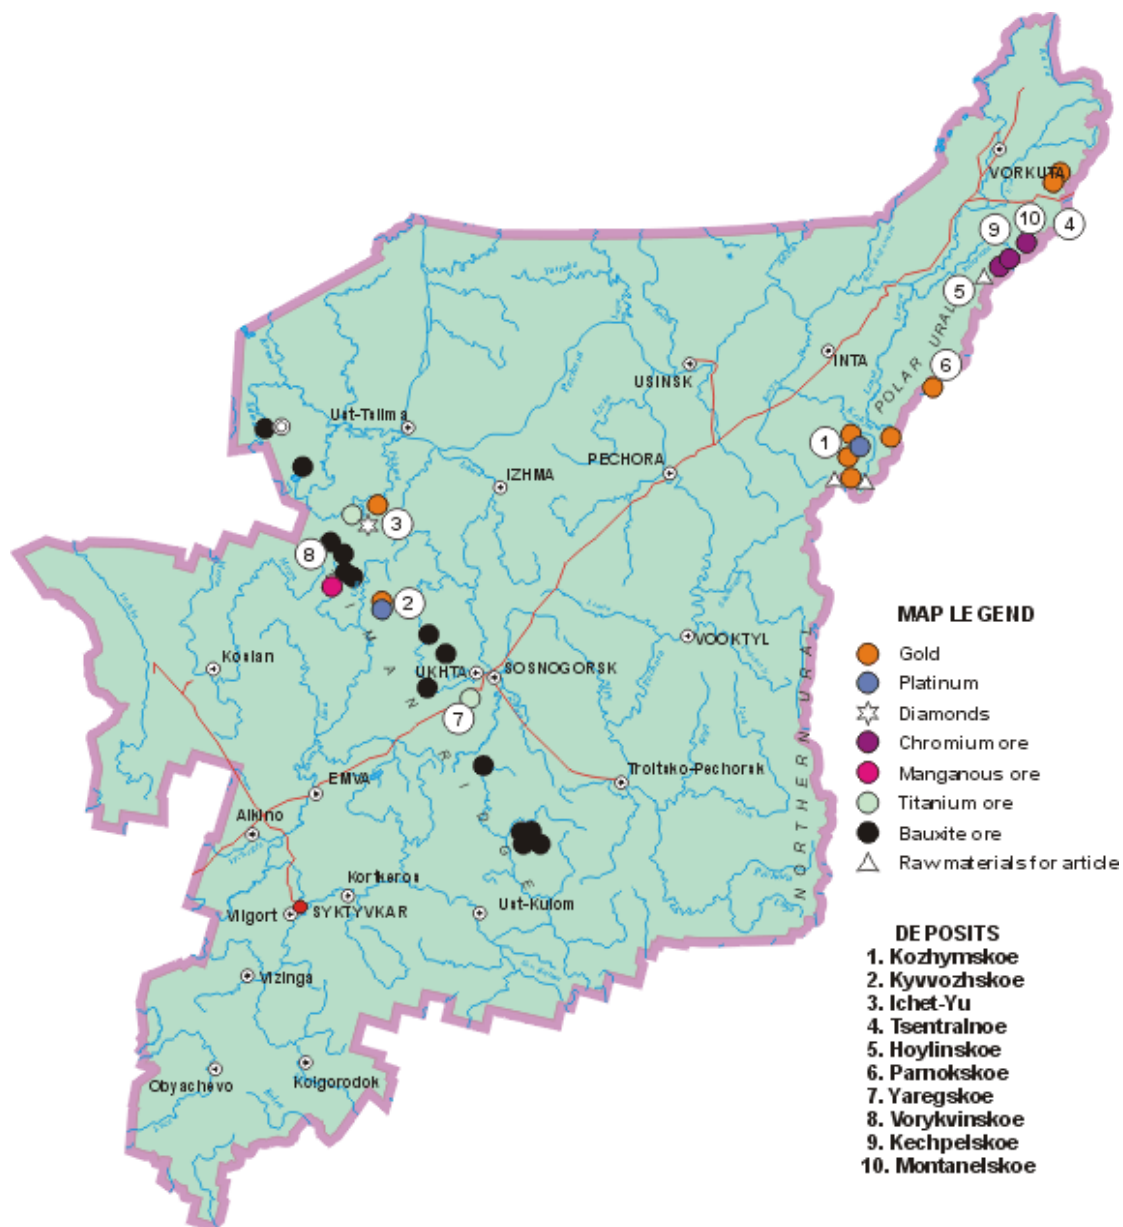 VORKUTA
10
9
4
5
POLAR URAL
6
INTA
USINSK
Ust-Tsilma
1
PECHORA
IZHMA
3
8
2
TIMAN RIDGE
VOOKTYL
Koslan
UKHTA
SOSNOGORSK
7
NORTHERN URAL
Troitsko-Pechorsk
EMVA
Aikino
Kortkeros
Ust-Kulom
Vilgort
SYKTYVKAR
Vizinga
Obyachevo
Koigorodok
Pechora
MAP LEGEND
Gold
Platinum
Diamonds
Chromium ore
Manganous ore
Titanium ore
Bauxite ore
Raw materials for article
DEPOSITS
1. Kozhymskoe
2. Kyvvozhskoe
3. Ichet-Yu
4. Tsentralnoe
5. Hoylinskoe
6. Parnokskoe
7. Yaregskoe
8. Vorykvinskoe
9. Kechpelskoe
10. Montanelskoe